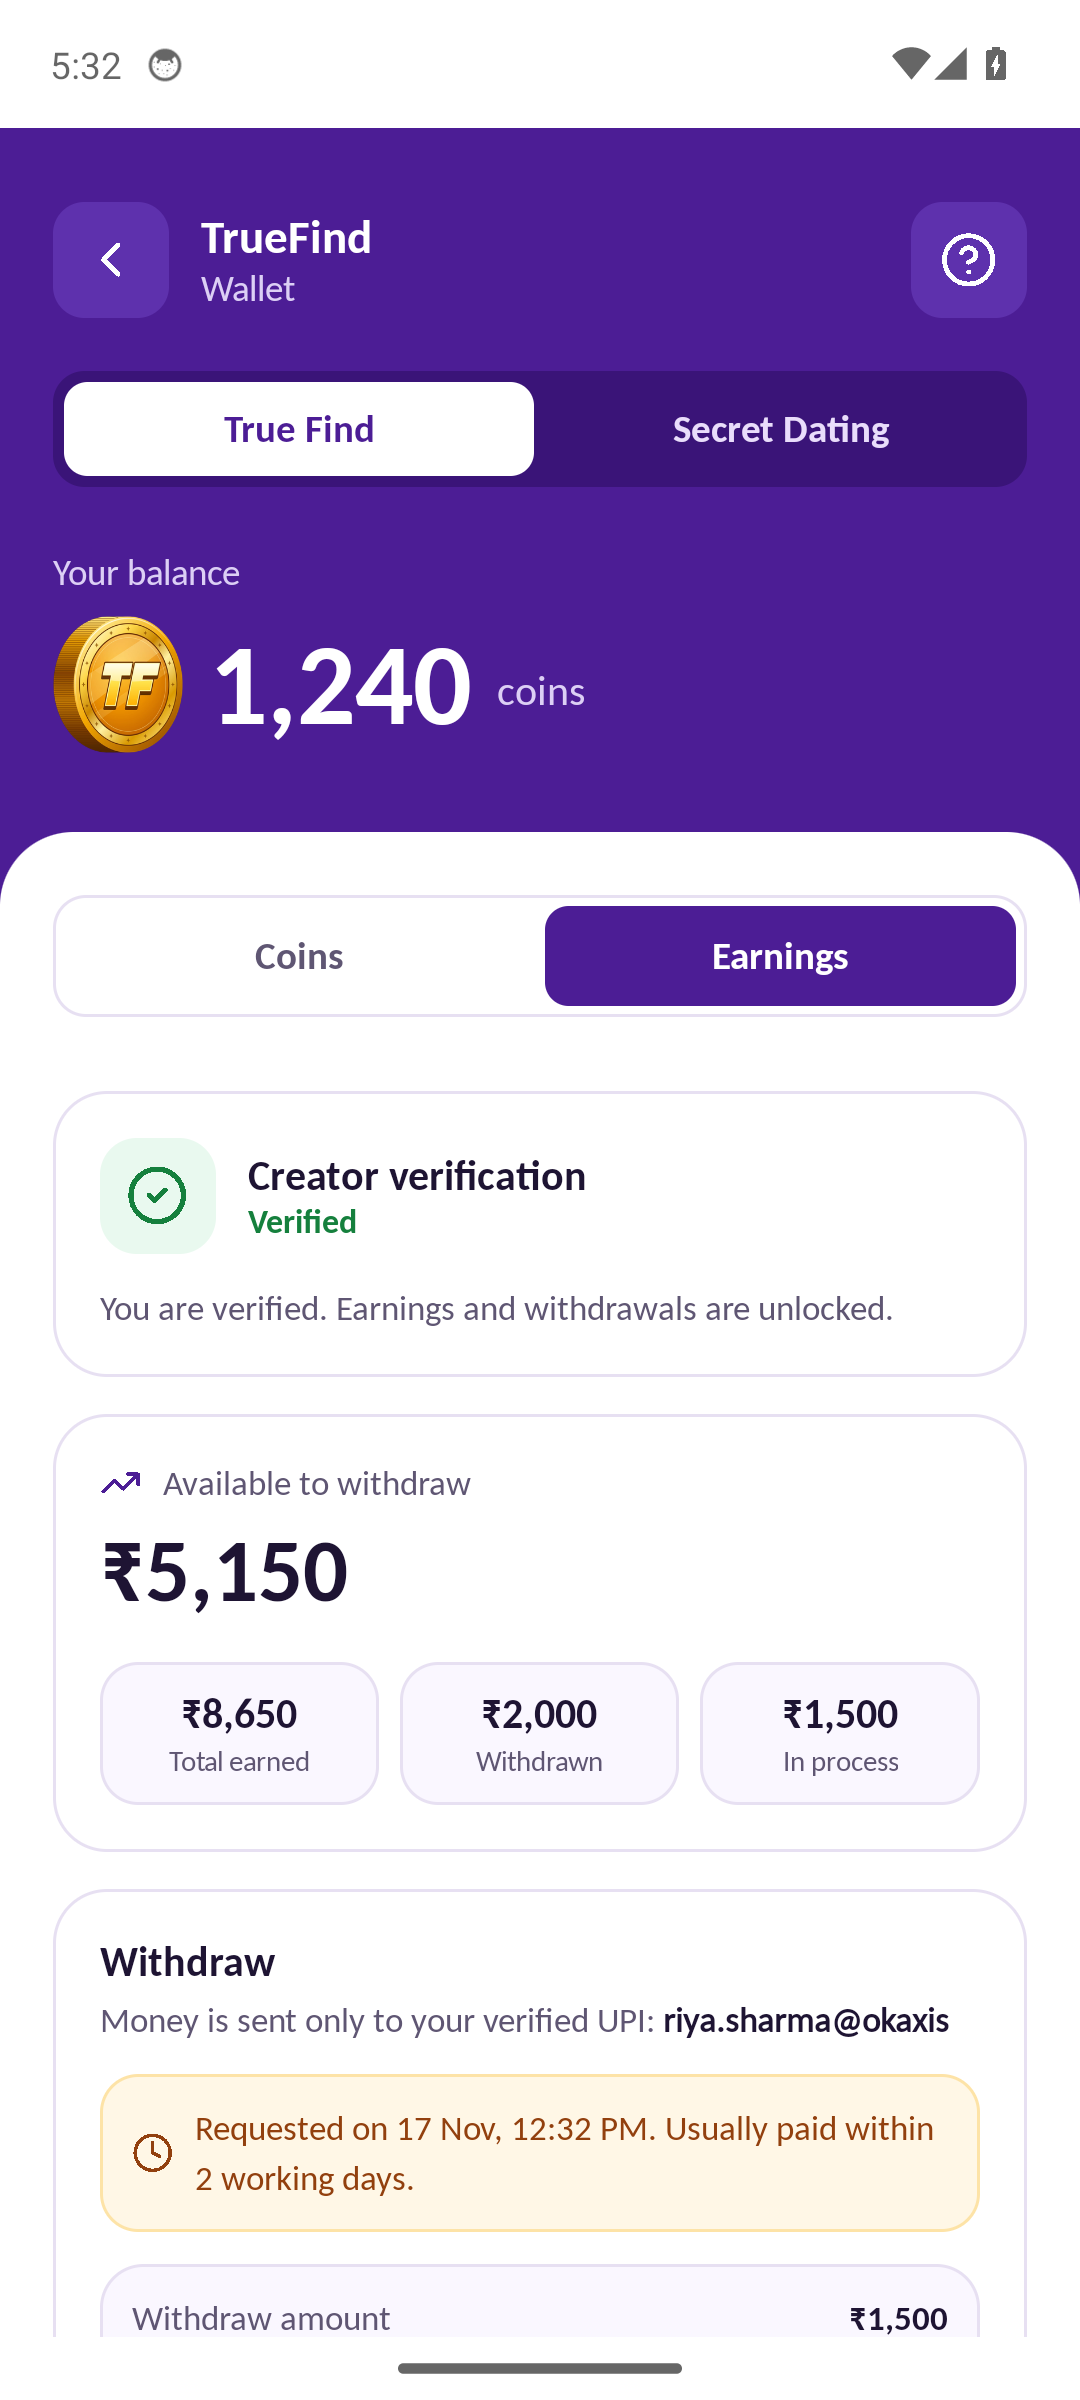 5:32
TrueFind
Wallet
True Find
Secret Dating
Your balance
TF
1,240 coins
Coins
Earnings
Creator verification
Verified
You are verified. Earnings and withdrawals are unlocked.
Available to withdraw
₹5,150
₹8,650
Total earned
₹2,000
Withdrawn
₹1,500
In process
Withdraw
Money is sent only to your verified UPI: riya.sharma@okaxis
Requested on 17 Nov, 12:32 PM. Usually paid within
2 working days.
Withdraw amount
₹1,500